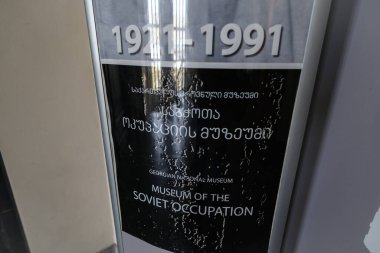 1921–1991
საქართველოს ეროვნული მუზეუმი
საბჭოთა
ოკუპაციის მუზეუმი
GEORGIAN NATIONAL MUSEUM
MUSEUM OF THE
SOVIET OCCUPATION